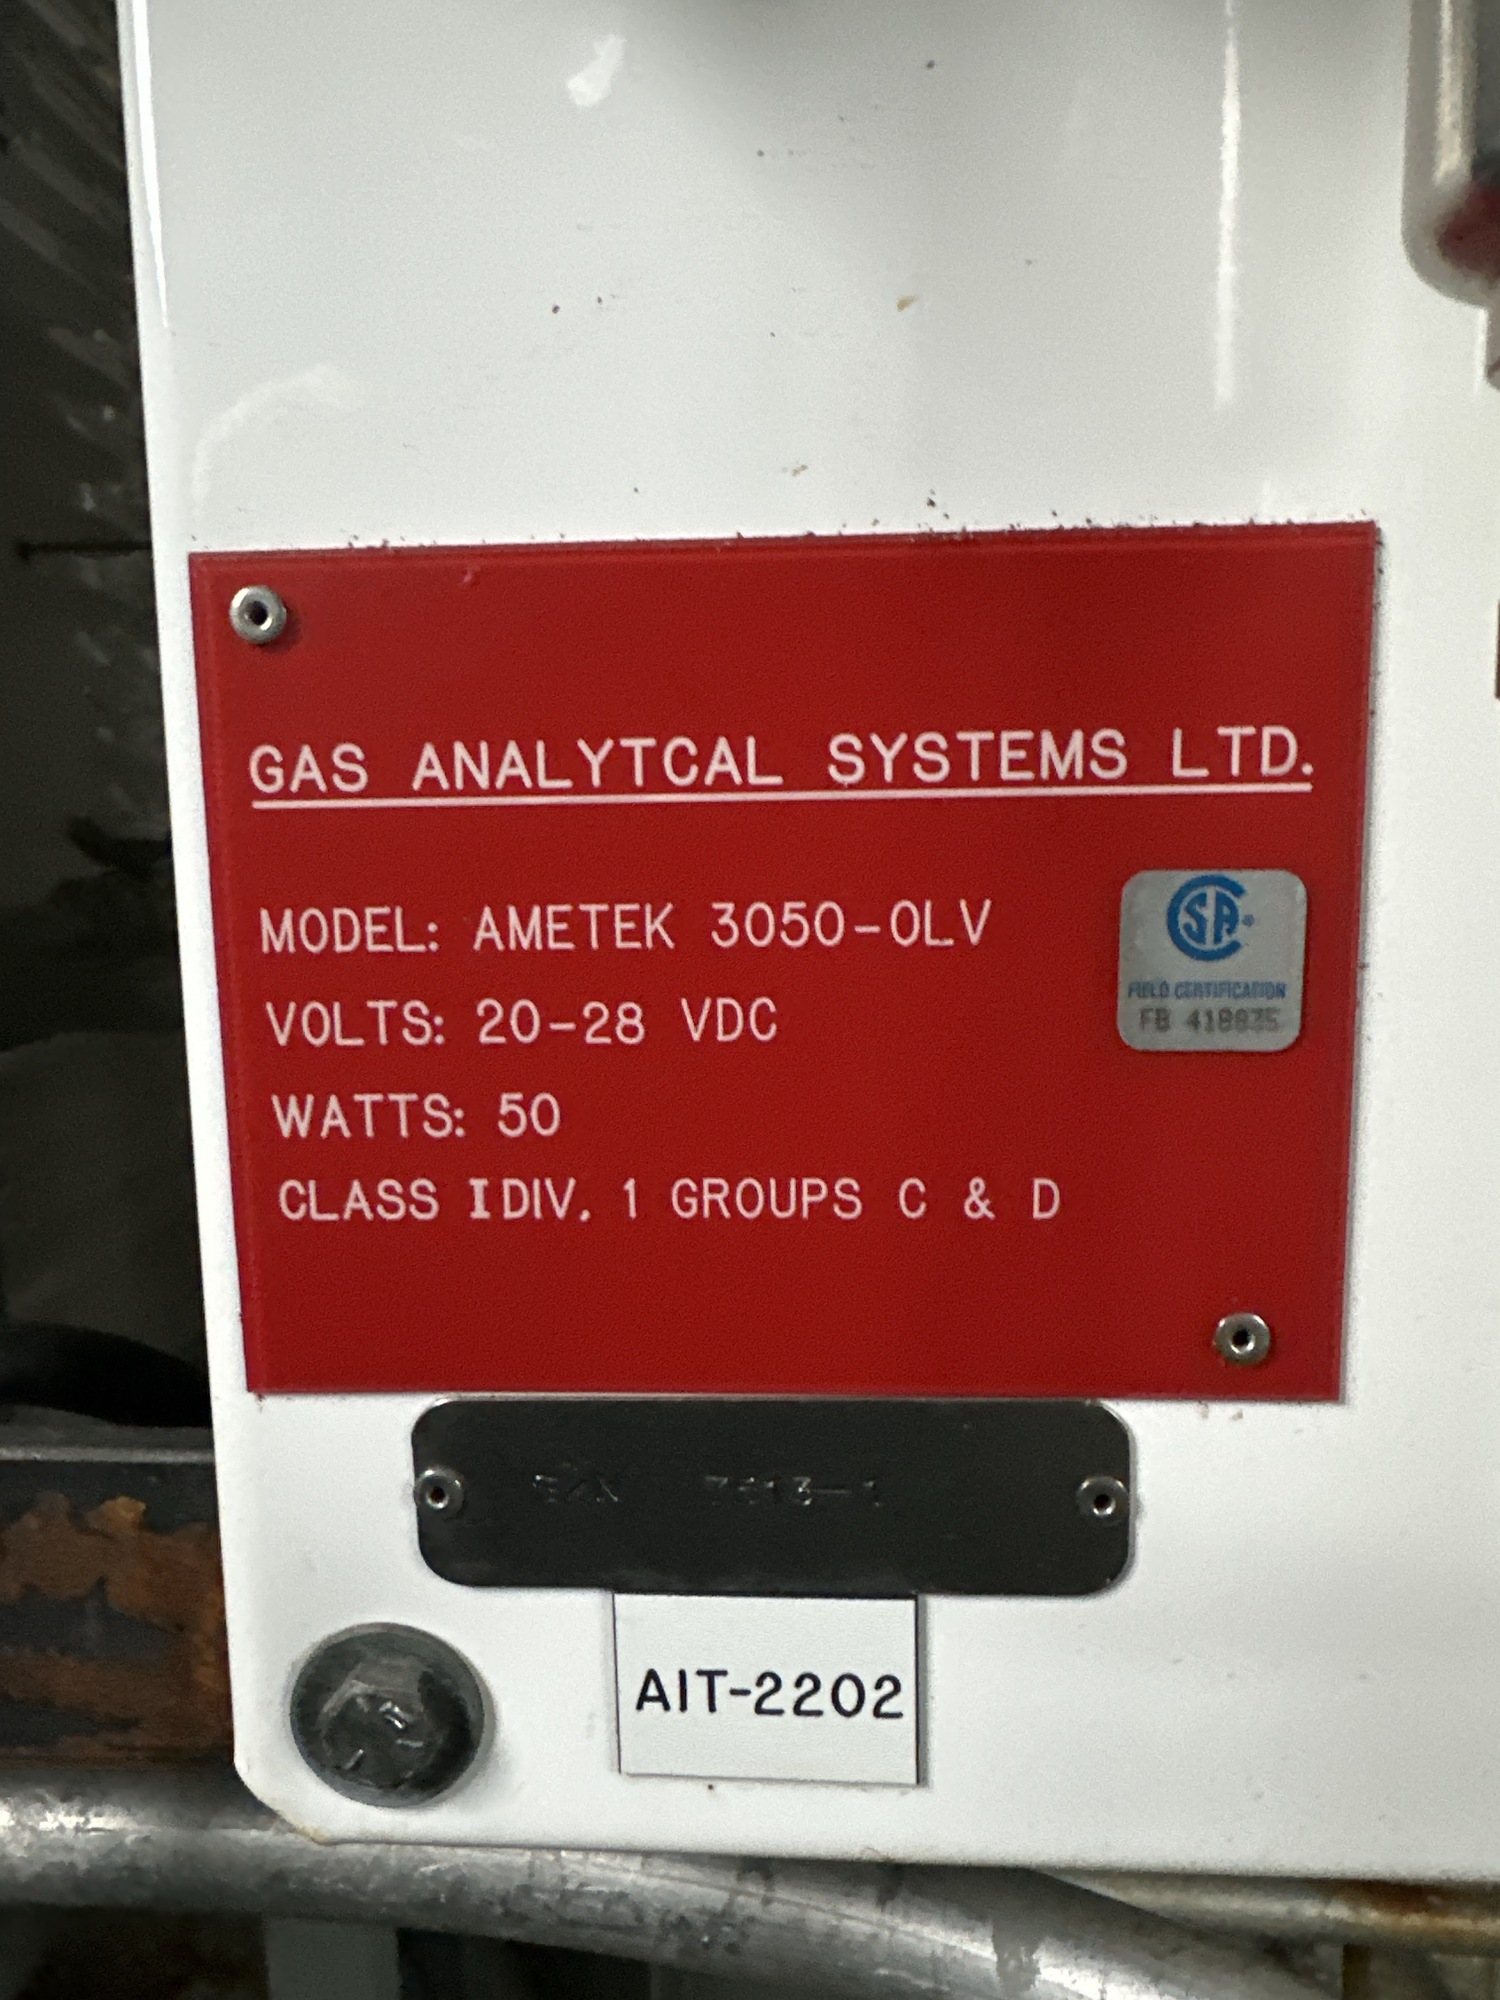 GAS ANALYTCAL SYSTEMS LTD.
MODEL: AMETEK 3050-OLV
VOLTS: 20-28 VDC
WATTS: 50
CLASS I DIV. 1 GROUPS C & D
FIELD CERTIFICATION
FB
S/N
AIT-2202